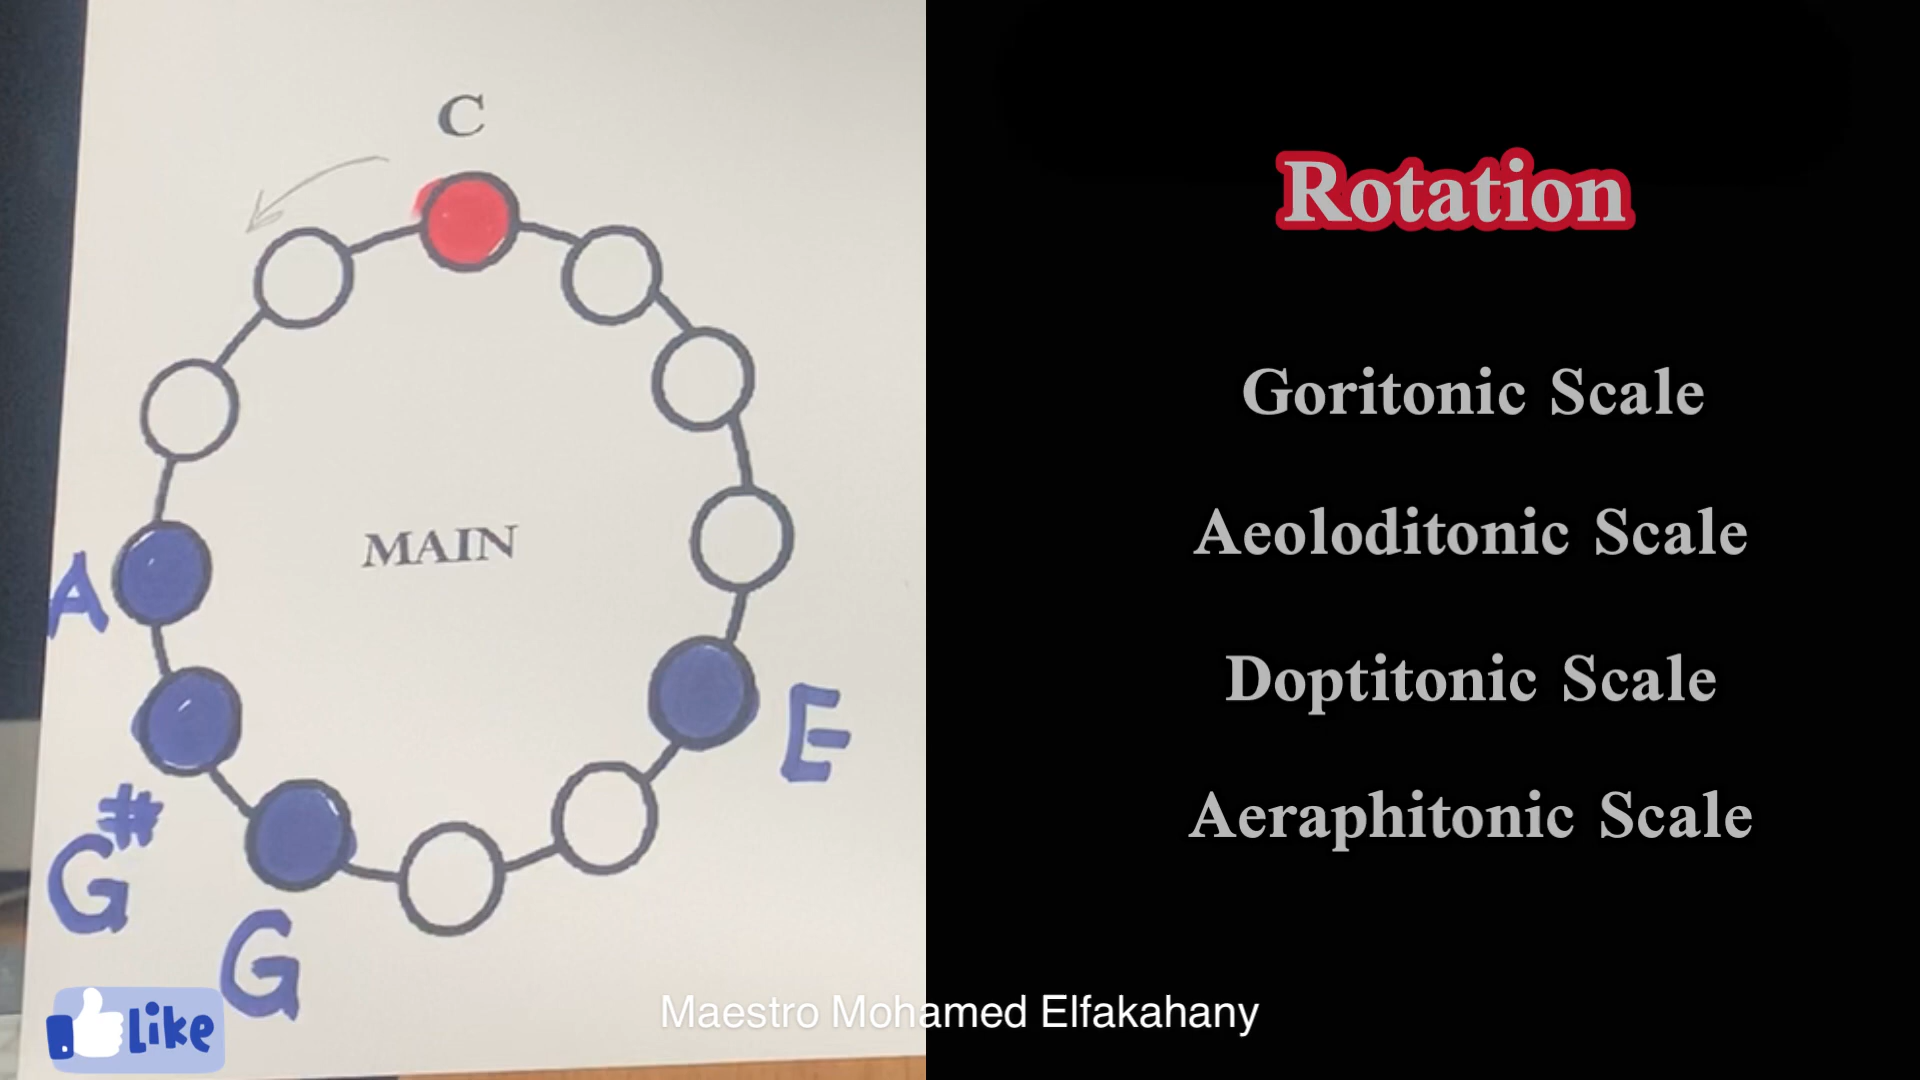 C
MAIN
A
G#
G
E
Rotation
Goritonic Scale
Aeoloditonic Scale
Doptitonic Scale
Aeraphitonic Scale
Like
Maestro Mohamed Elfakahany